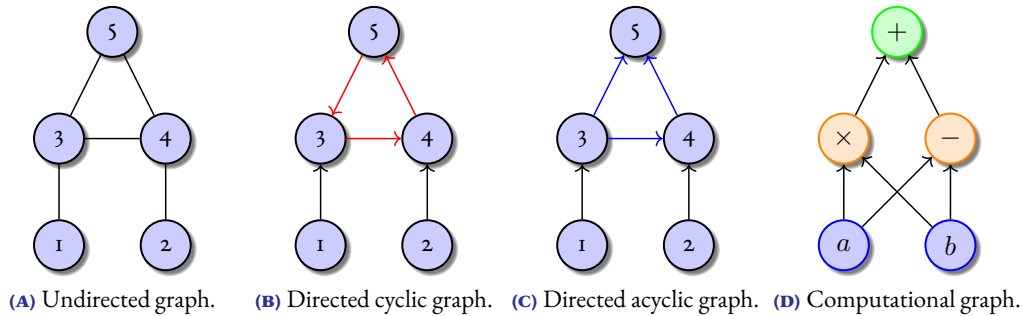 5 5 5 +
3 4 3 4 3 4 × −
1 2 1 2 1 2 a b
(A) Undirected graph. (B) Directed cyclic graph. (C) Directed acyclic graph. (D) Computational graph.